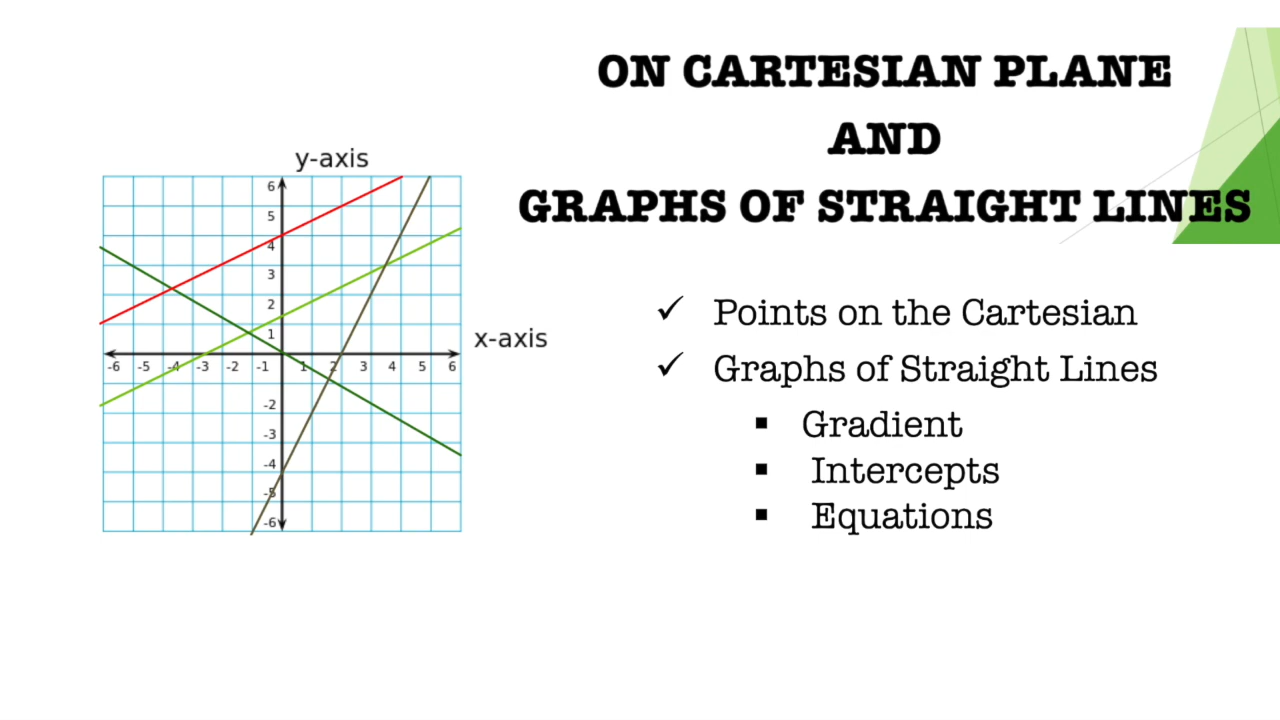 ON CARTESIAN PLANE
AND
GRAPHS OF STRAIGHT LINES
y-axis
6
5
4
3
2
1
x-axis
-6 -5 -4 -3 -2 -1 1 2 3 4 5 6
-2
-3
-4
-5
-6
Points on the Cartesian
Graphs of Straight Lines
Gradient
Intercepts
Equations